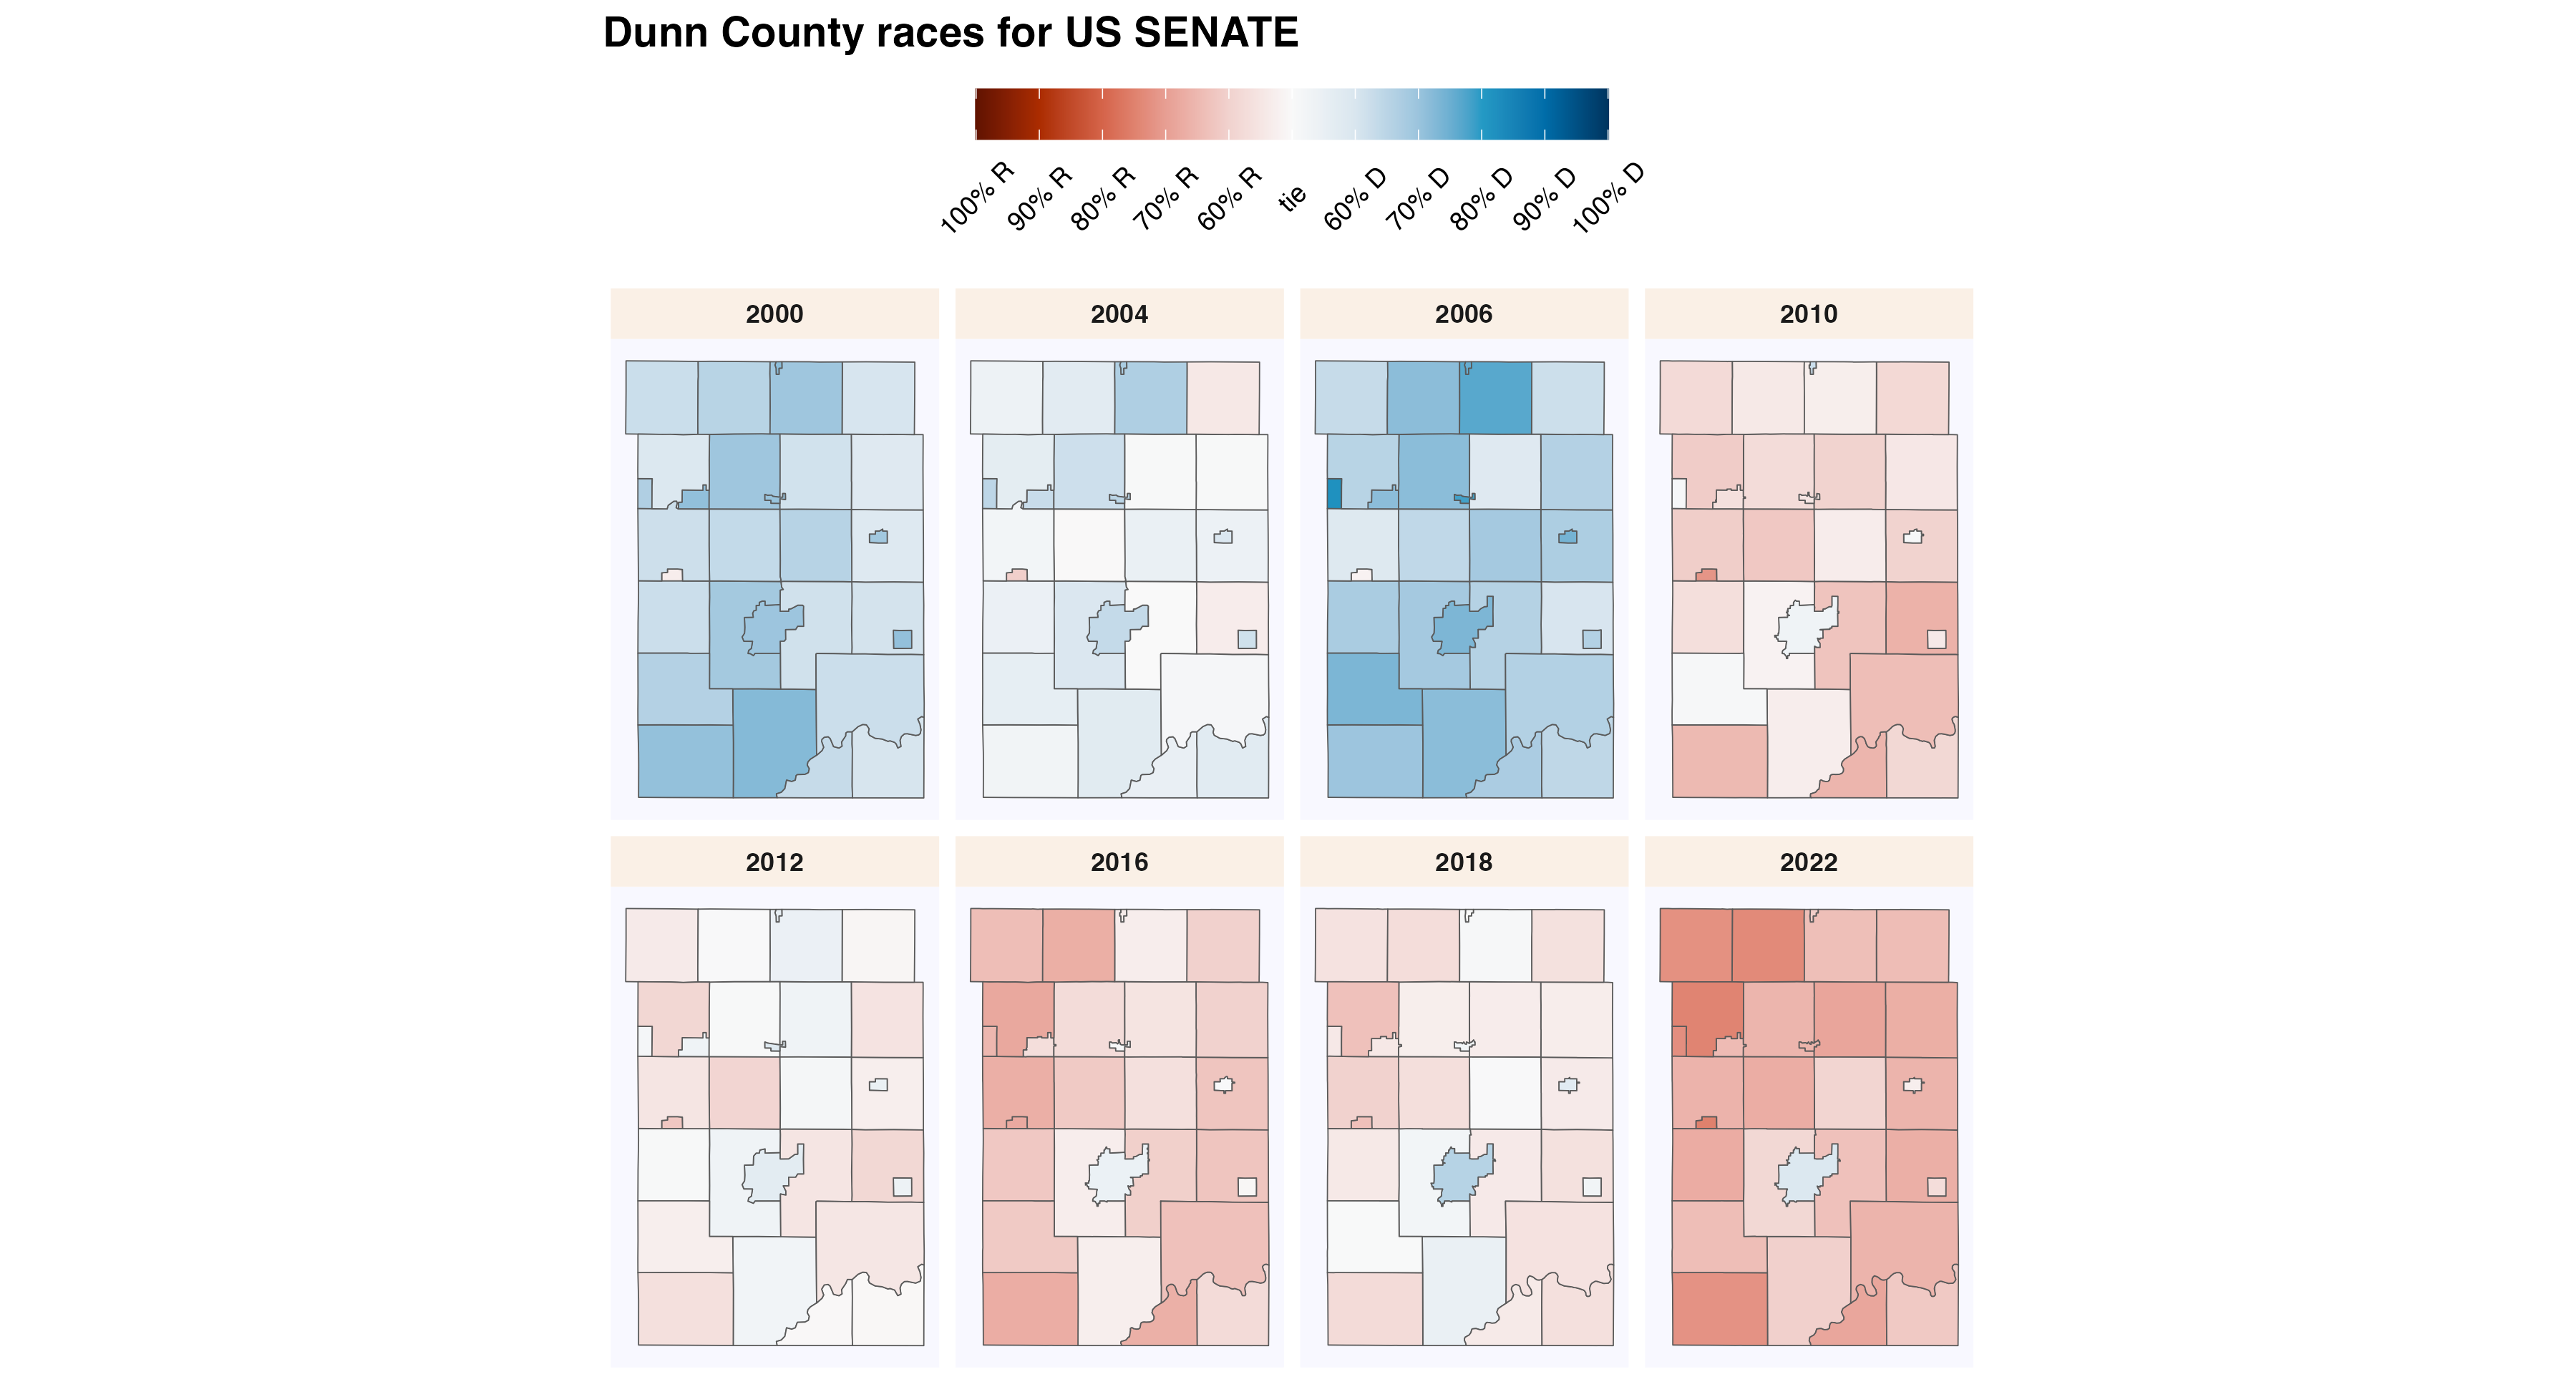 Dunn County races for US SENATE
100% R 90% R 80% R 70% R 60% R tie 60% D 70% D 80% D 90% D 100% D
2000 2004 2006 2010
2012 2016 2018 2022